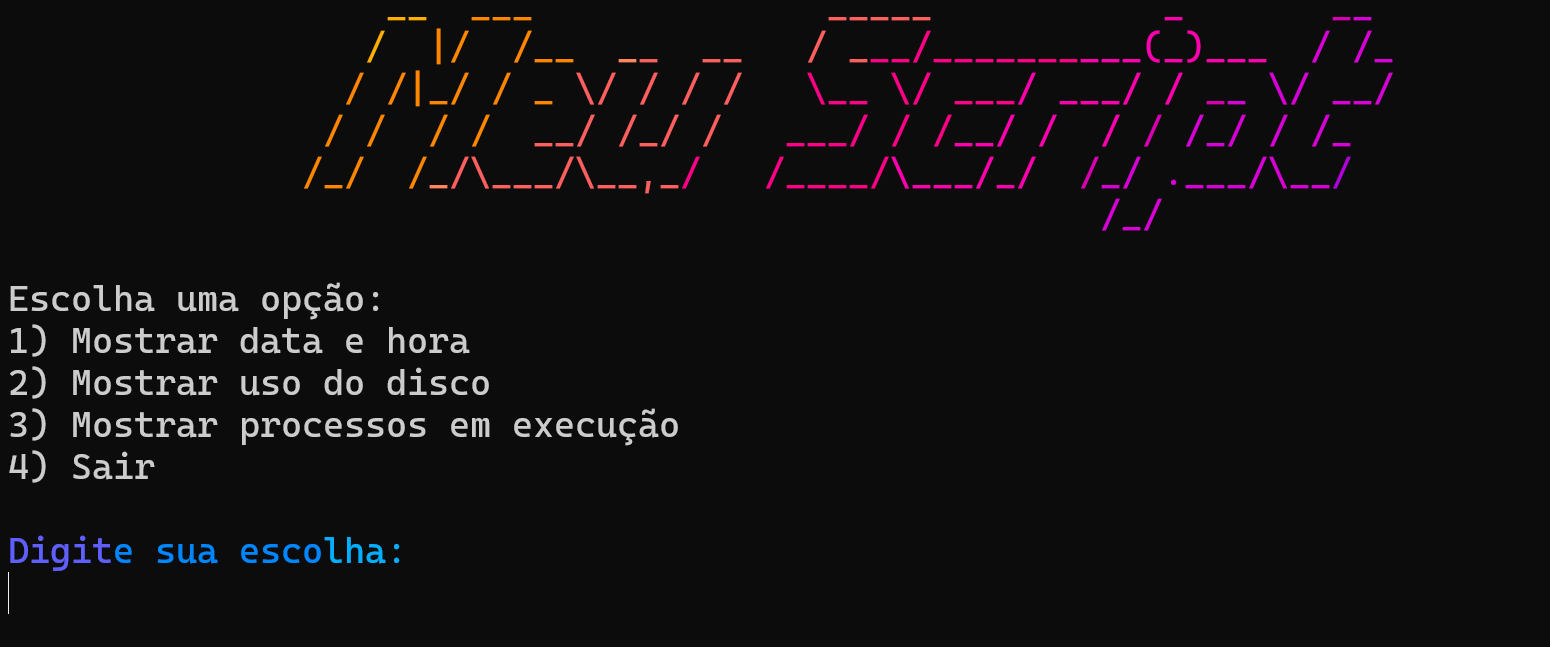 Meu Script
Escolha uma opção:
1) Mostrar data e hora
2) Mostrar uso do disco
3) Mostrar processos em execução
4) Sair
Digite sua escolha: